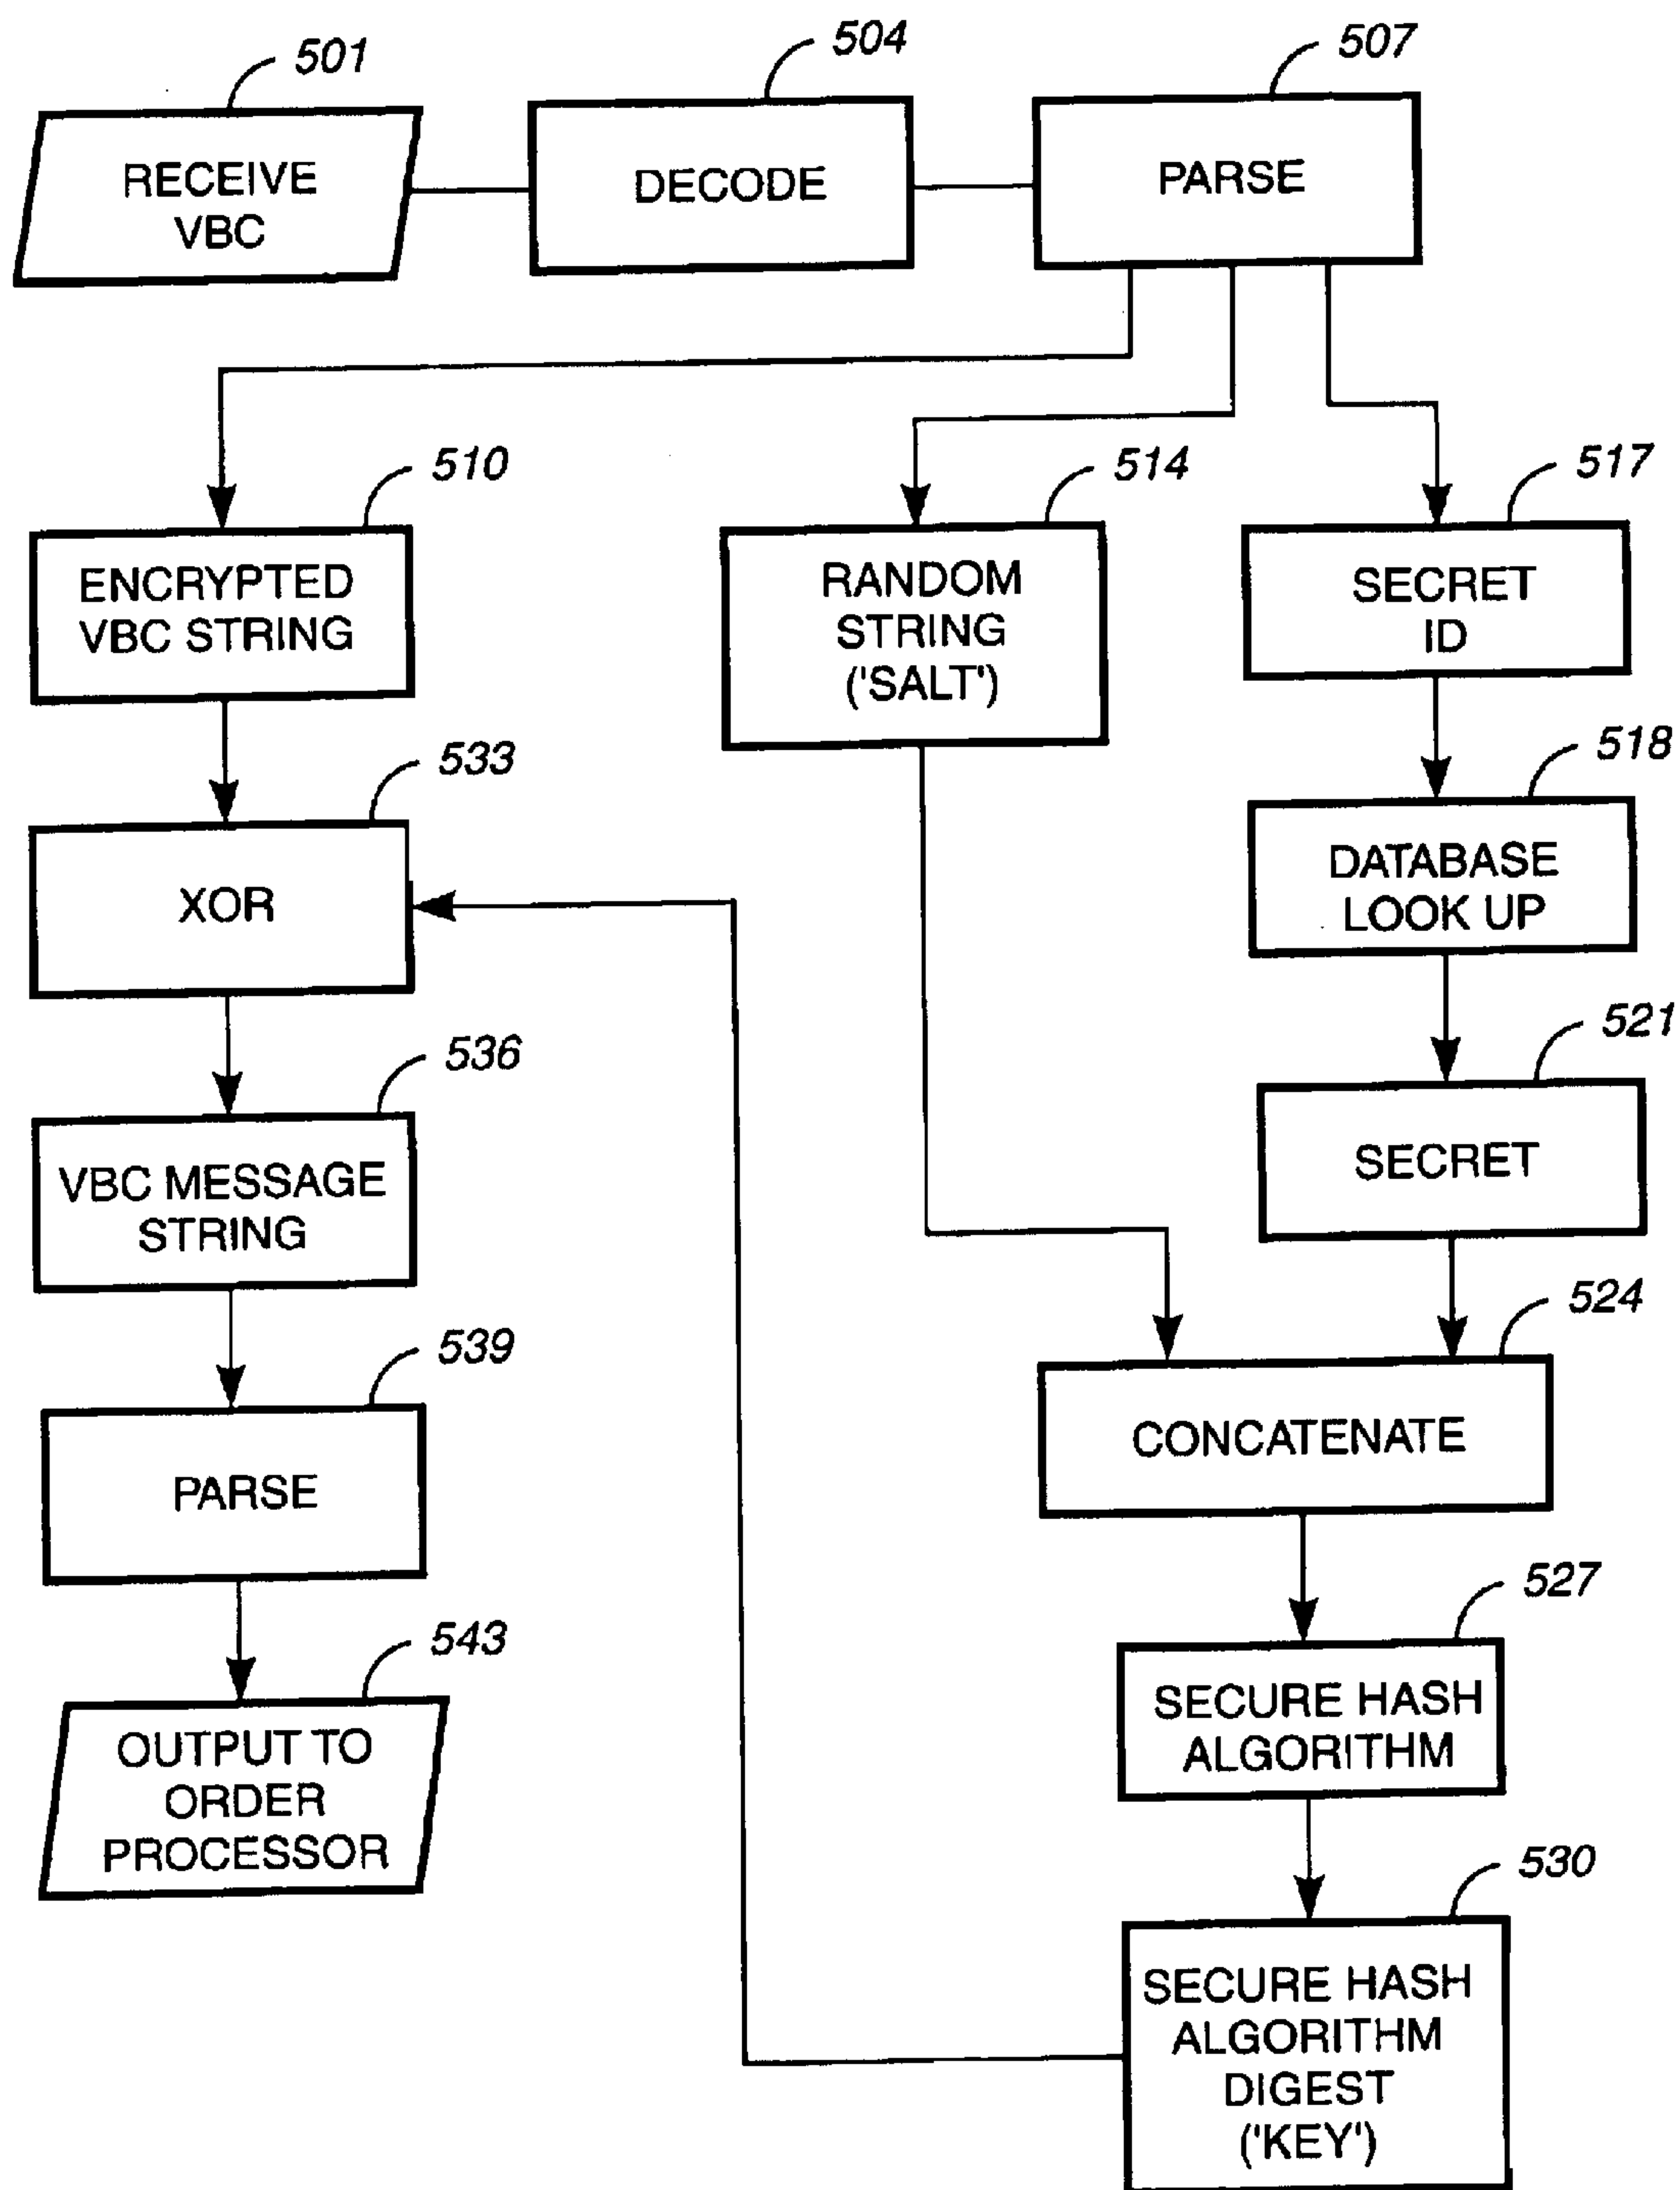 501
504
507
RECEIVE
VBC
DECODE
PARSE
510
514
517
ENCRYPTED
VBC STRING
RANDOM
STRING
('SALT')
SECRET
ID
533
518
XOR
DATABASE
LOOK UP
536
521
VBC MESSAGE
STRING
SECRET
539
524
PARSE
CONCATENATE
543
527
OUTPUT TO
ORDER
PROCESSOR
SECURE HASH
ALGORITHM
530
SECURE HASH
ALGORITHM
DIGEST
('KEY')